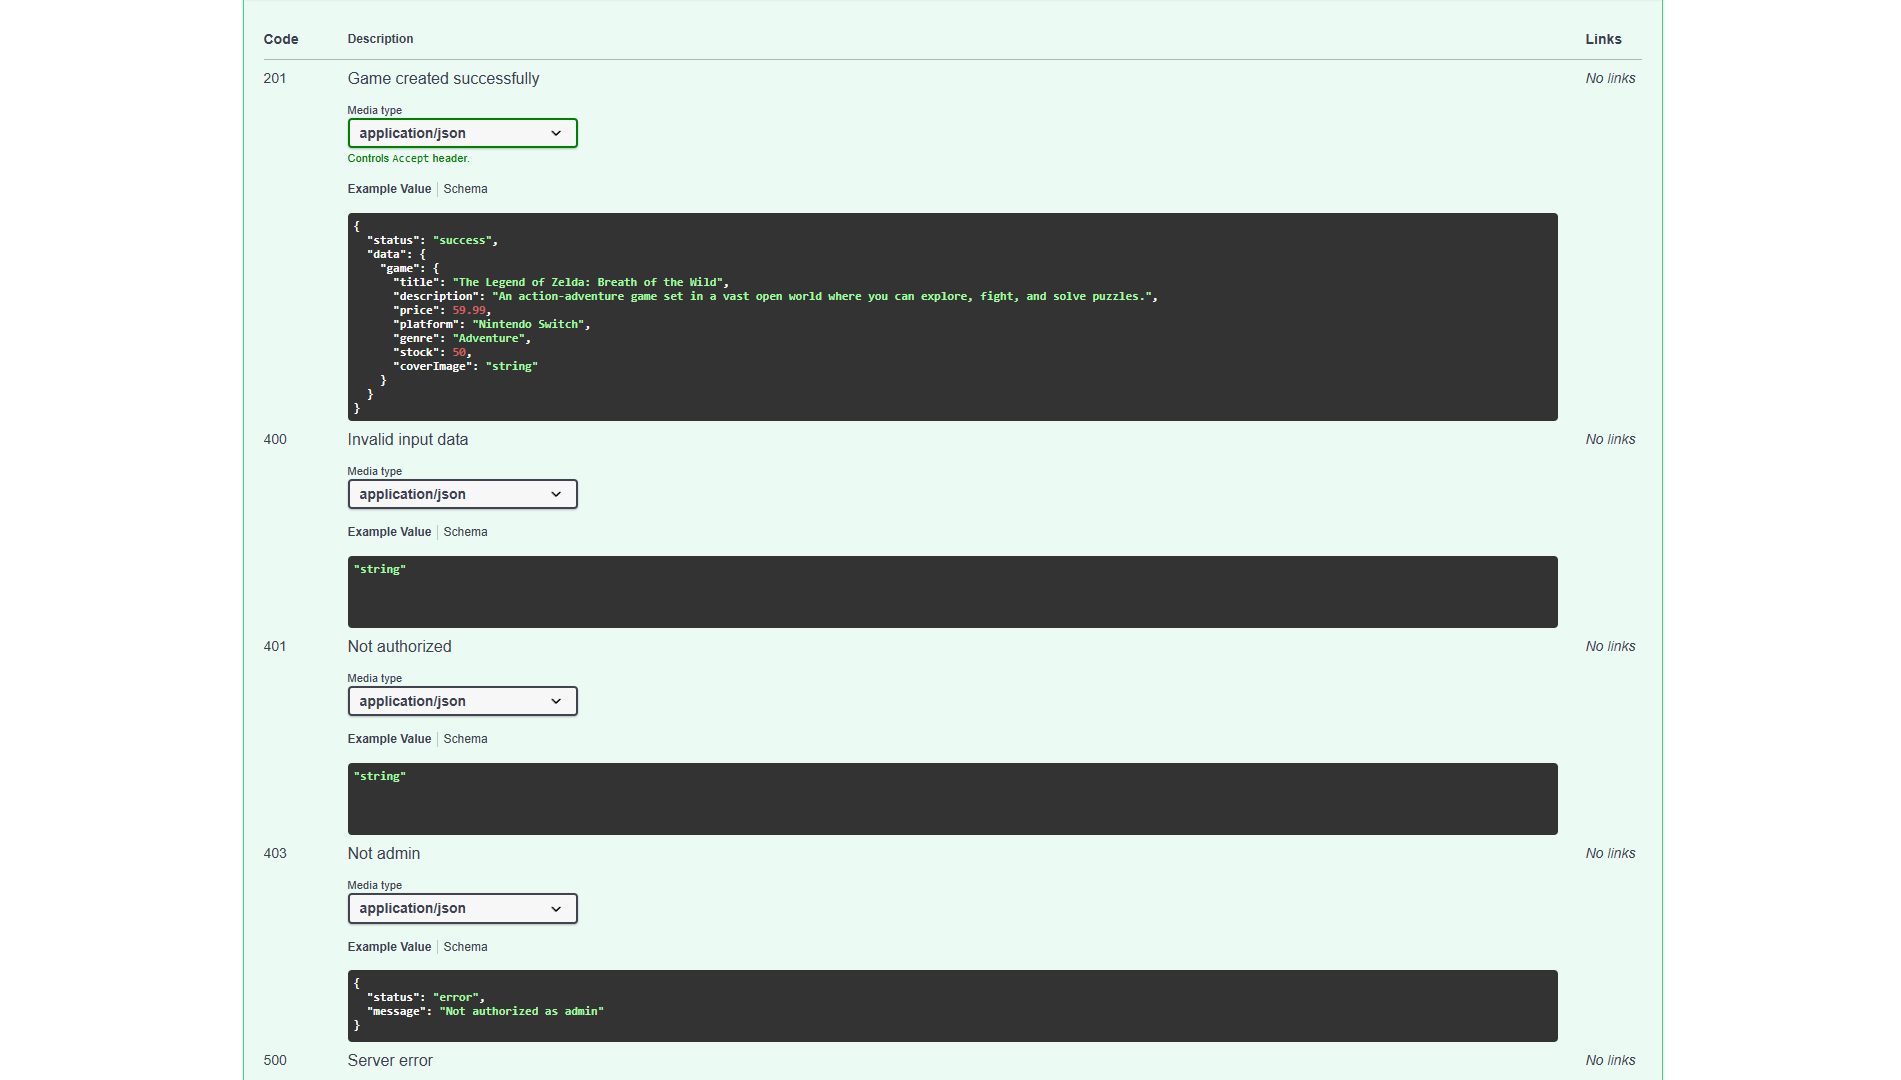 Code Description Links
201 Game created successfully No links
Media type
application/json
Controls Accept header.
Example Value Schema
{
  "status": "success",
  "data": {
    "game": {
      "title": "The Legend of Zelda: Breath of the Wild",
      "description": "An action-adventure game set in a vast open world where you can explore, fight, and solve puzzles.",
      "price": 59.99,
      "platform": "Nintendo Switch",
      "genre": "Adventure",
      "stock": 50,
      "coverImage": "string"
    }
  }
}
400 Invalid input data No links
Media type
application/json
Example Value Schema
"string"
401 Not authorized No links
Media type
application/json
Example Value Schema
"string"
403 Not admin No links
Media type
application/json
Example Value Schema
{
  "status": "error",
  "message": "Not authorized as admin"
}
500 Server error No links